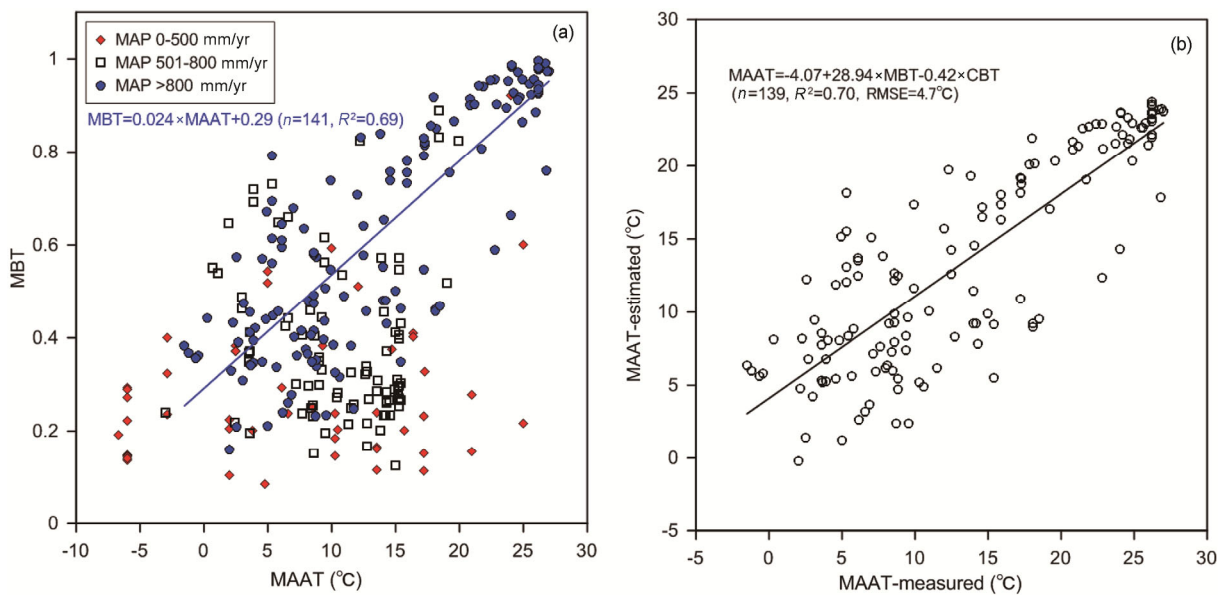 (a)
MAP 0-500 mm/yr
MAP 501-800 mm/yr
MAP >800 mm/yr
MBT=0.024×MAAT+0.29 (n=141, R²=0.69)
1
0.8
0.6
0.4
0.2
0
MBT
-10
-5
0
5
10
15
20
25
30
MAAT (℃)
(b)
MAAT=-4.07+28.94×MBT-0.42×CBT
(n=139, R²=0.70, RMSE=4.7℃)
30
25
20
15
10
5
0
-5
MAAT-estimated (℃)
-5
0
5
10
15
20
25
30
MAAT-measured (℃)